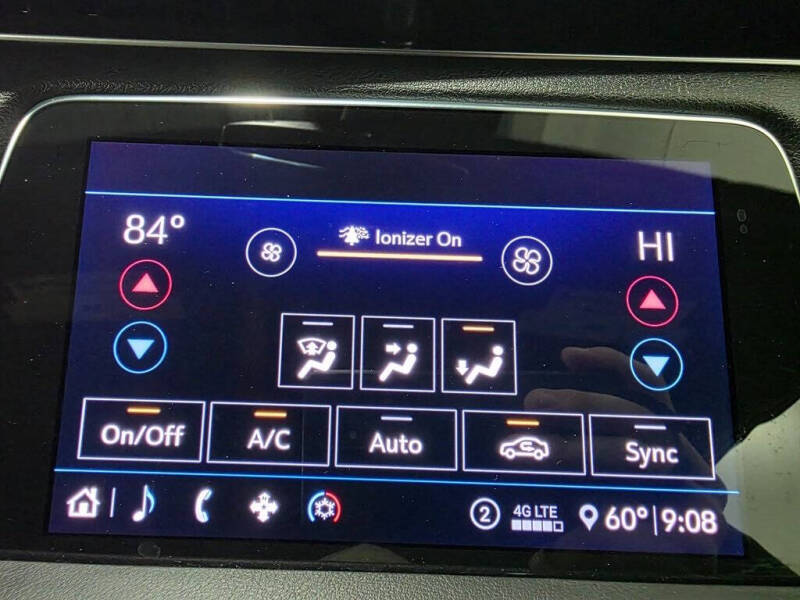 84°
Ionizer On
HI
On/Off
A/C
Auto
Sync
2
4G LTE
60° | 9:08